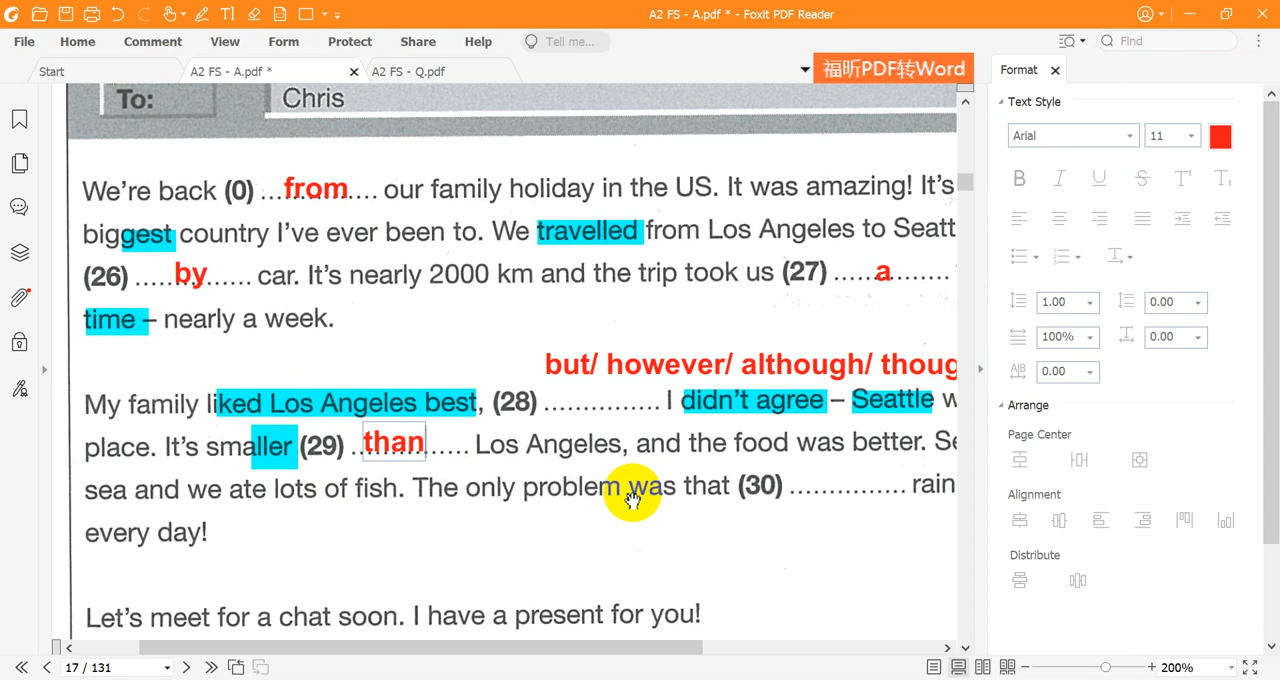 A2 FS - A.pdf * - Foxit PDF Reader
File Home Comment View Form Protect Share Help Tell me... Find
Start A2 FS - A.pdf * A2 FS - Q.pdf 福昕PDF转Word Format
To: Chris
We're back (0) ...from.... our family holiday in the US. It was amazing! It's
biggest country I've ever been to. We travelled from Los Angeles to Seatt
(26) .....by...... car. It's nearly 2000 km and the trip took us (27) .....a........
time – nearly a week.
but/ however/ although/ thoug
My family liked Los Angeles best, (28) ............... I didn't agree – Seattle w
place. It's smaller (29) ..than..... Los Angeles, and the food was better. Se
sea and we ate lots of fish. The only problem was that (30) ............... rain
every day!
Let's meet for a chat soon. I have a present for you!
Text Style
Arial 11
B I U S T T
1.00 0.00
100% 0.00
0.00
Arrange
Page Center
Alignment
Distribute
17 / 131 200%